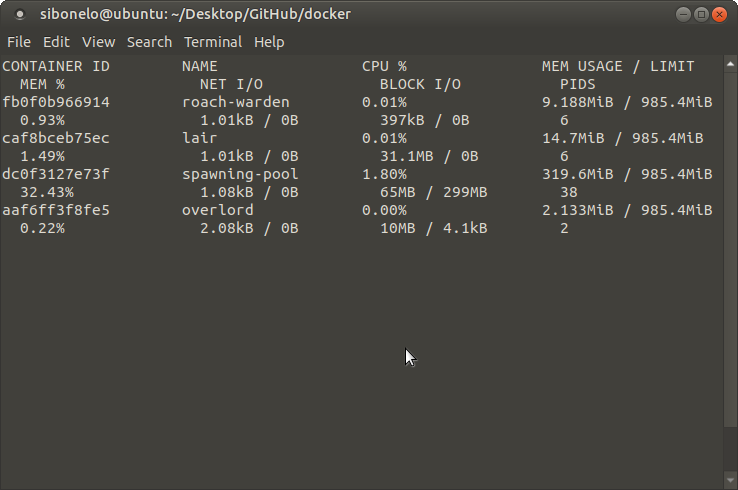 sibonelo@ubuntu: ~/Desktop/GitHub/docker
File Edit View Search Terminal Help
CONTAINER ID        NAME                CPU %               MEM USAGE / LIMIT
  MEM %               NET I/O             BLOCK I/O           PIDS
fb0f0b966914        roach-warden        0.01%               9.188MiB / 985.4MiB
  0.93%               1.01kB / 0B         397kB / 0B          6
caf8bceb75ec        lair                0.01%               14.7MiB / 985.4MiB
  1.49%               1.01kB / 0B         31.1MB / 0B         6
dc0f3127e73f        spawning-pool       1.80%               319.6MiB / 985.4MiB
  32.43%              1.08kB / 0B         65MB / 299MB        38
aaf6ff3f8fe5        overlord            0.00%               2.133MiB / 985.4MiB
  0.22%               2.08kB / 0B         10MB / 4.1kB        2